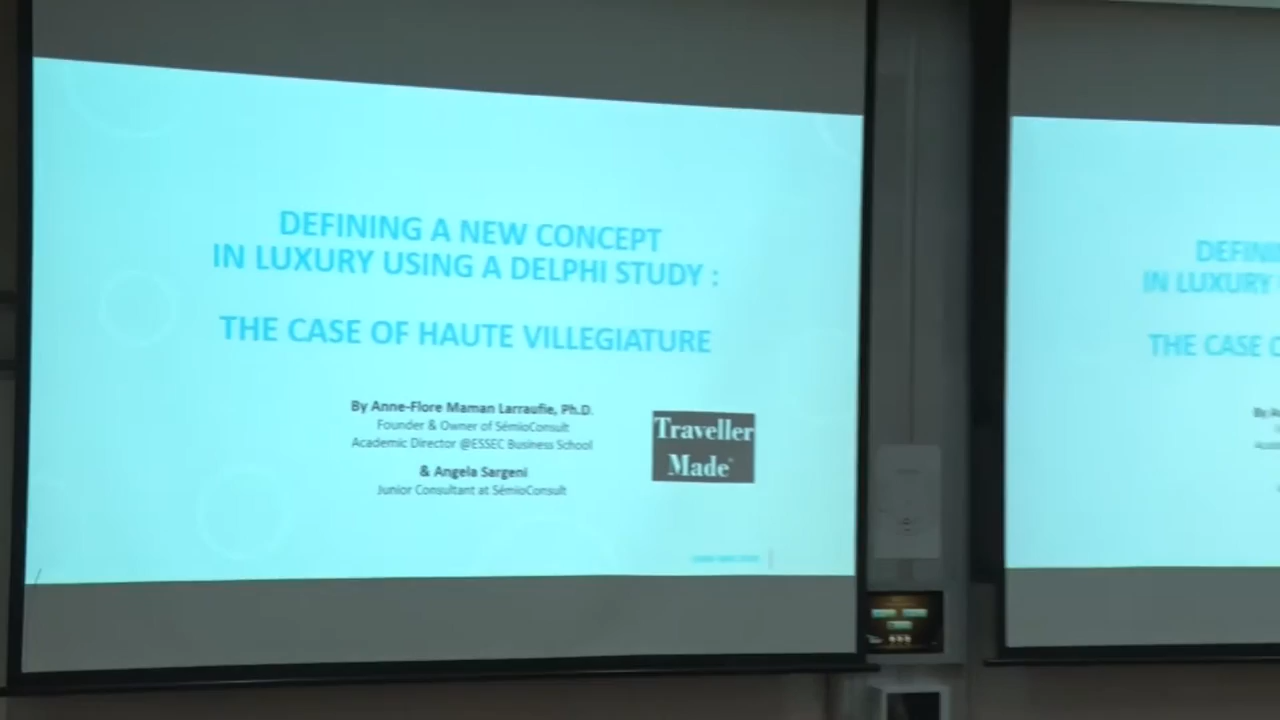 DEFINING A NEW CONCEPT
IN LUXURY USING A DELPHI STUDY :
THE CASE OF HAUTE VILLEGIATURE
By Anne-Flore Maman Larraufie, Ph.D.
Founder & Owner of SémioConsult
Academic Director @ESSEC Business School
& Angela Sargeni
Junior Consultant at SémioConsult
Traveller
Made
IN LUXURY
THE CASE